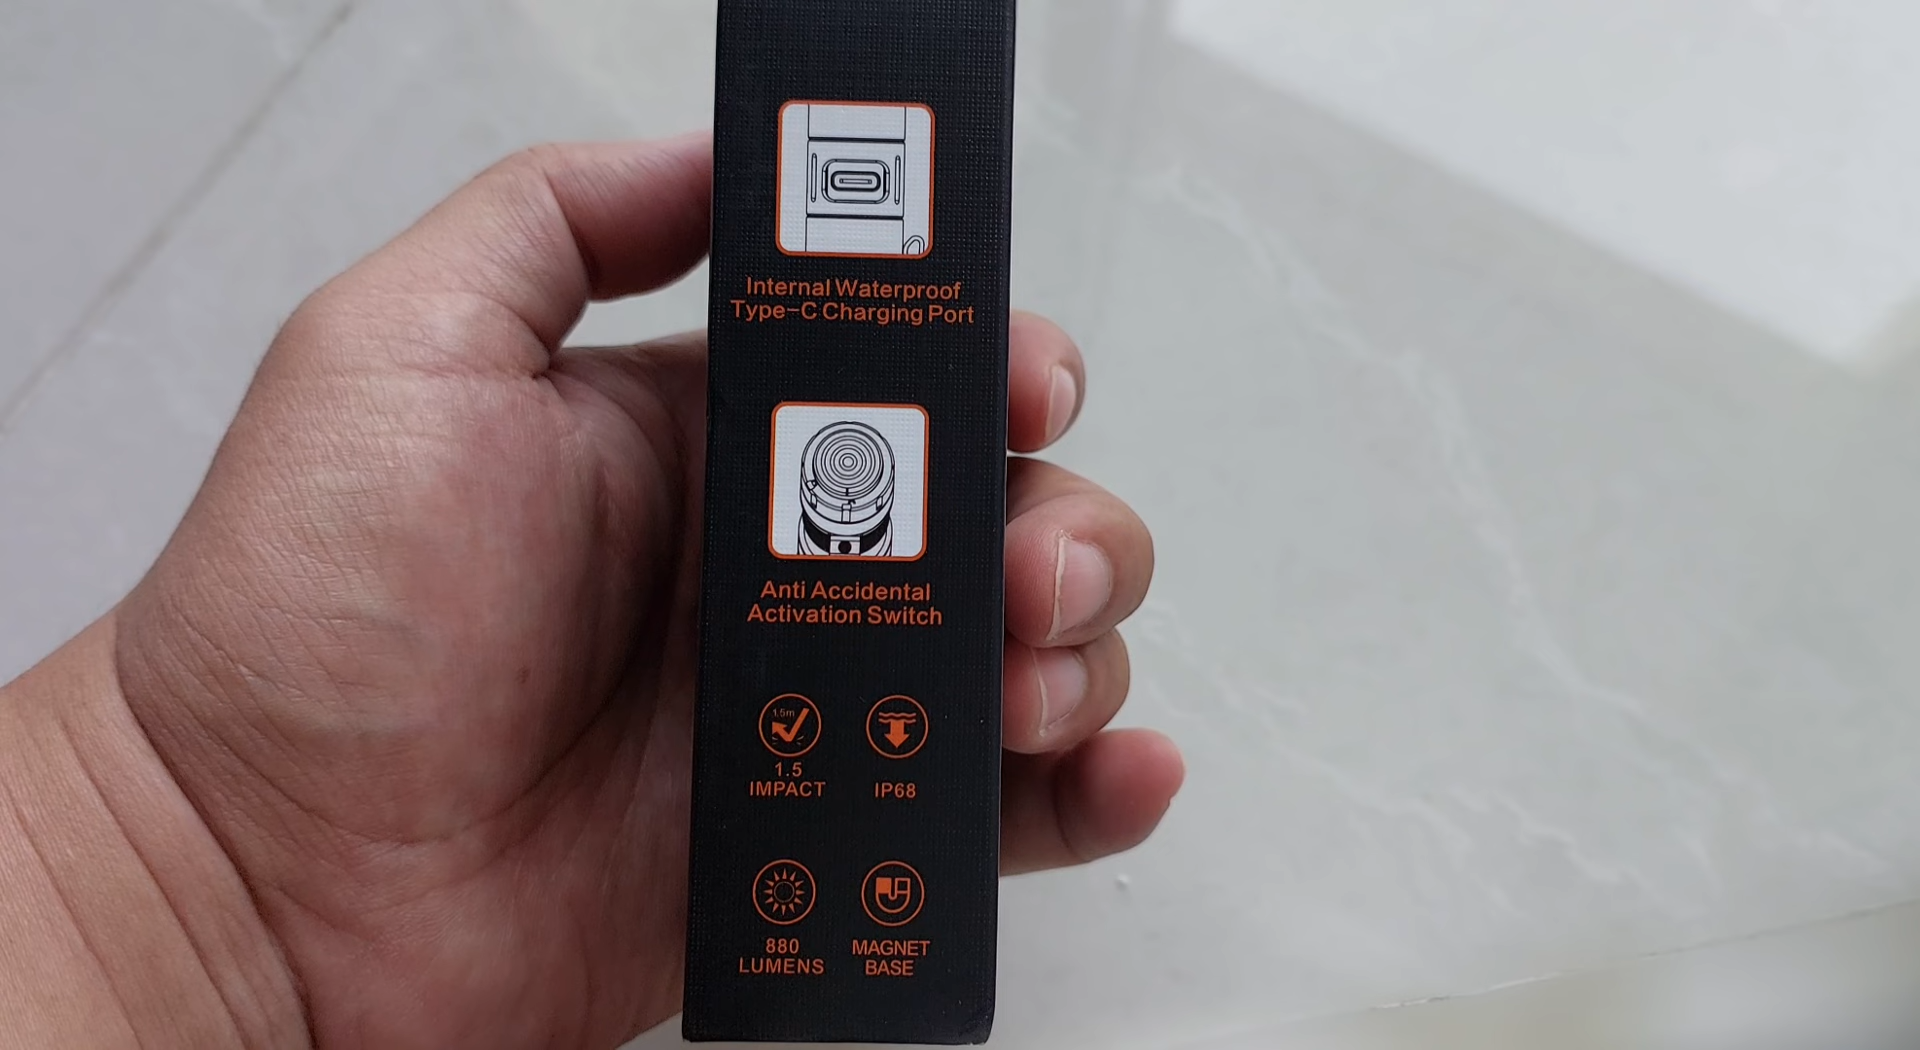 Internal Waterproof
Type-C Charging Port
Anti Accidental
Activation Switch
1.5m
1.5
IMPACT
IP68
880
LUMENS
MAGNET
BASE